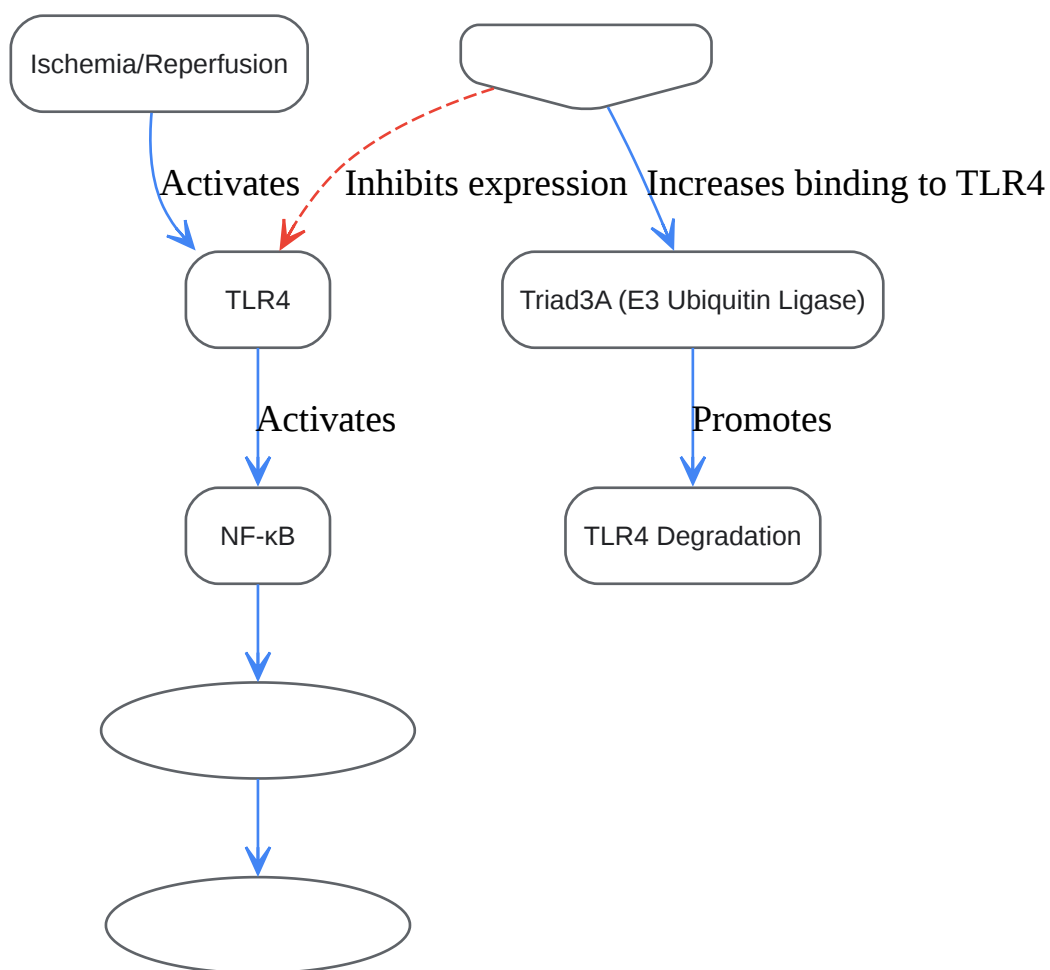 Ischemia/Reperfusion
Activates
Inhibits expression
Increases binding to TLR4
TLR4
Triad3A (E3 Ubiquitin Ligase)
Activates
Promotes
NF-κB
TLR4 Degradation